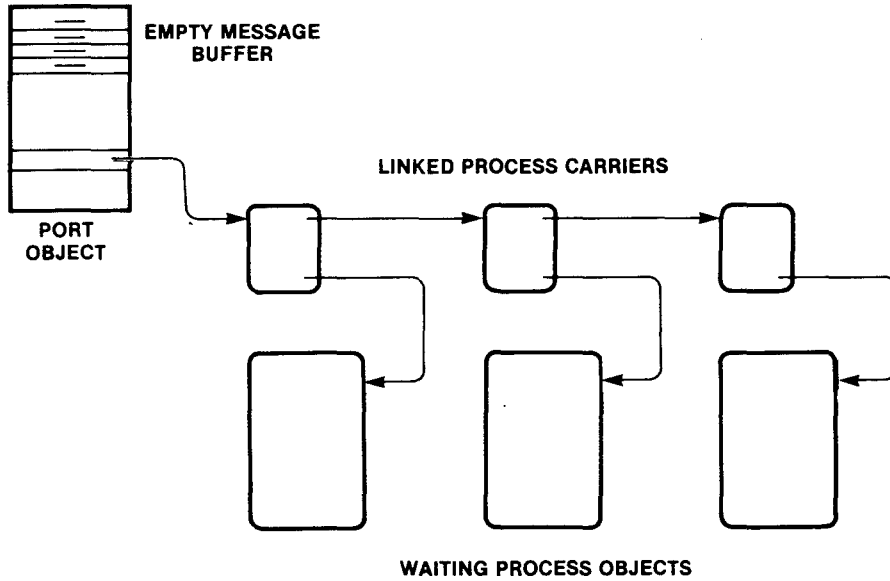 EMPTY MESSAGE
BUFFER
LINKED PROCESS CARRIERS
PORT
OBJECT
WAITING PROCESS OBJECTS